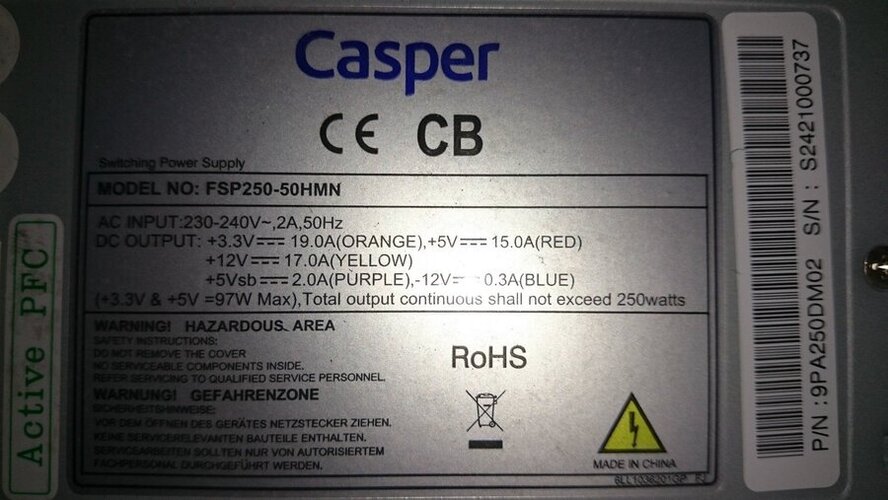 Casper
CE CB
Switching Power Supply
MODEL NO: FSP250-50HMN
AC INPUT:230-240V~,2A,50Hz
DC OUTPUT: +3.3V⎓19.0A(ORANGE),+5V⎓15.0A(RED)
+12V⎓17.0A(YELLOW)
+5Vsb⎓2.0A(PURPLE),-12V⎓0.3A(BLUE)
(+3.3V & +5V =97W Max),Total output continuous shall not exceed 250watts
WARNING! HAZARDOUS AREA
SAFETY INSTRUCTIONS:
DO NOT REMOVE THE COVER
NO SERVICEABLE COMPONENTS INSIDE.
REFER SERVICING TO QUALIFIED SERVICE PERSONNEL.
WARNUNG! GEFAHRENZONE
SICHERHEITSHINWEISE:
VOR DEM ÖFFNEN DES GERÄTES NETZSTECKER ZIEHEN.
KEINE SERVICERELEVANTEN BAUTEILE ENTHALTEN.
SERVICEARBEITEN SOLLTEN NUR VON AUTORISIERTEM
FACHPERSONAL DURCHGEFÜHRT WERDEN.
RoHS
MADE IN CHINA
Active PFC
P/N :9PA250DM02 S/N : S2421000737